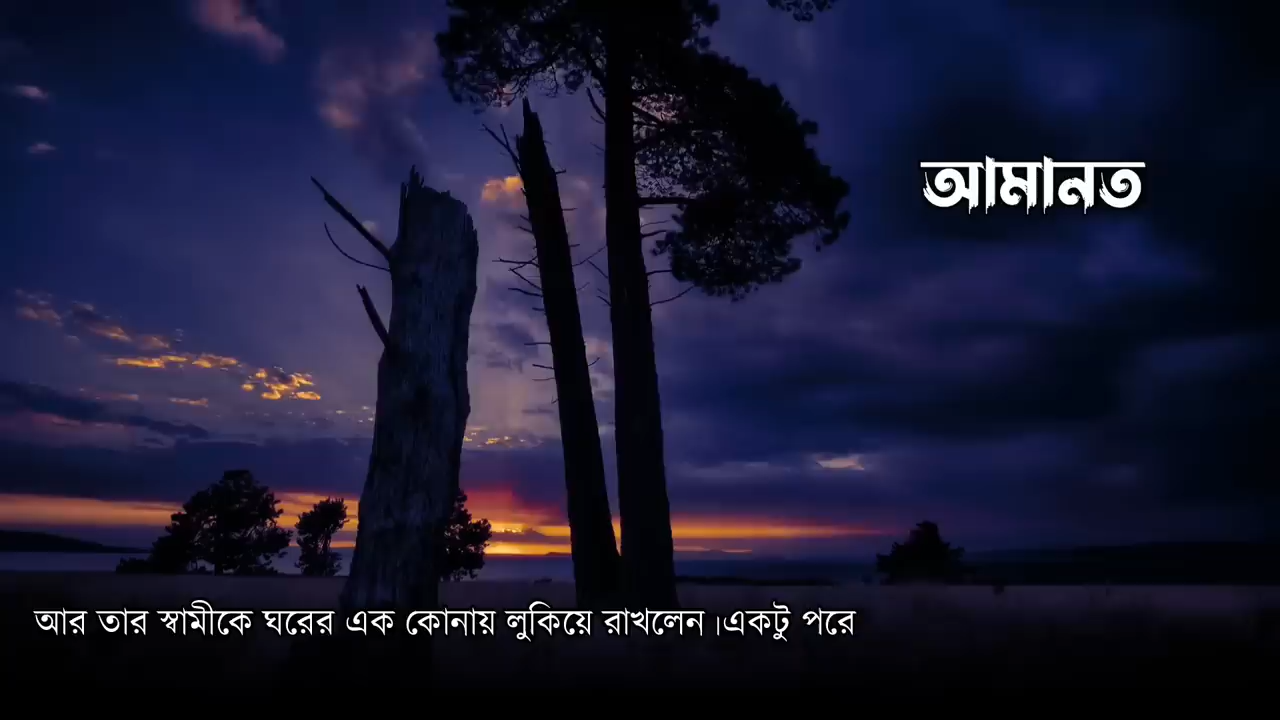 আমানত
আর তার স্বামীকে ঘরের এক কোনায় লুকিয়ে রাখলেন।একটু পরে